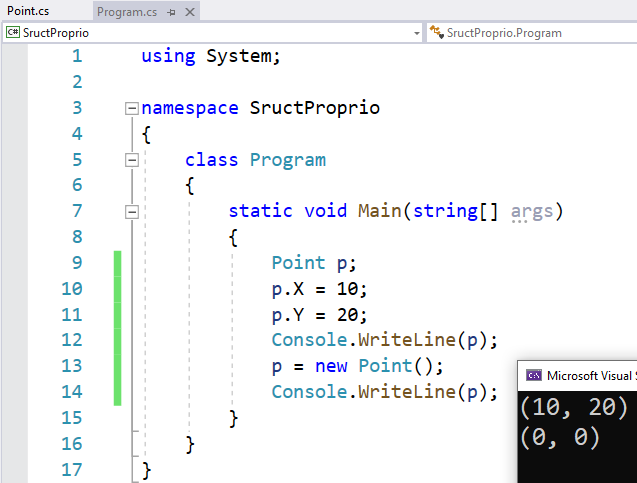 Point.cs Program.cs
C# SructProprio SructProprio.Program
1 using System;
2
3 namespace SructProprio
4 {
5 class Program
6 {
7 static void Main(string[] args)
8 {
9 Point p;
10 p.X = 10;
11 p.Y = 20;
12 Console.WriteLine(p);
13 p = new Point();
14 Console.WriteLine(p);
15 }
16 }
17 }
C:\ Microsoft Visual S
(10, 20)
(0, 0)